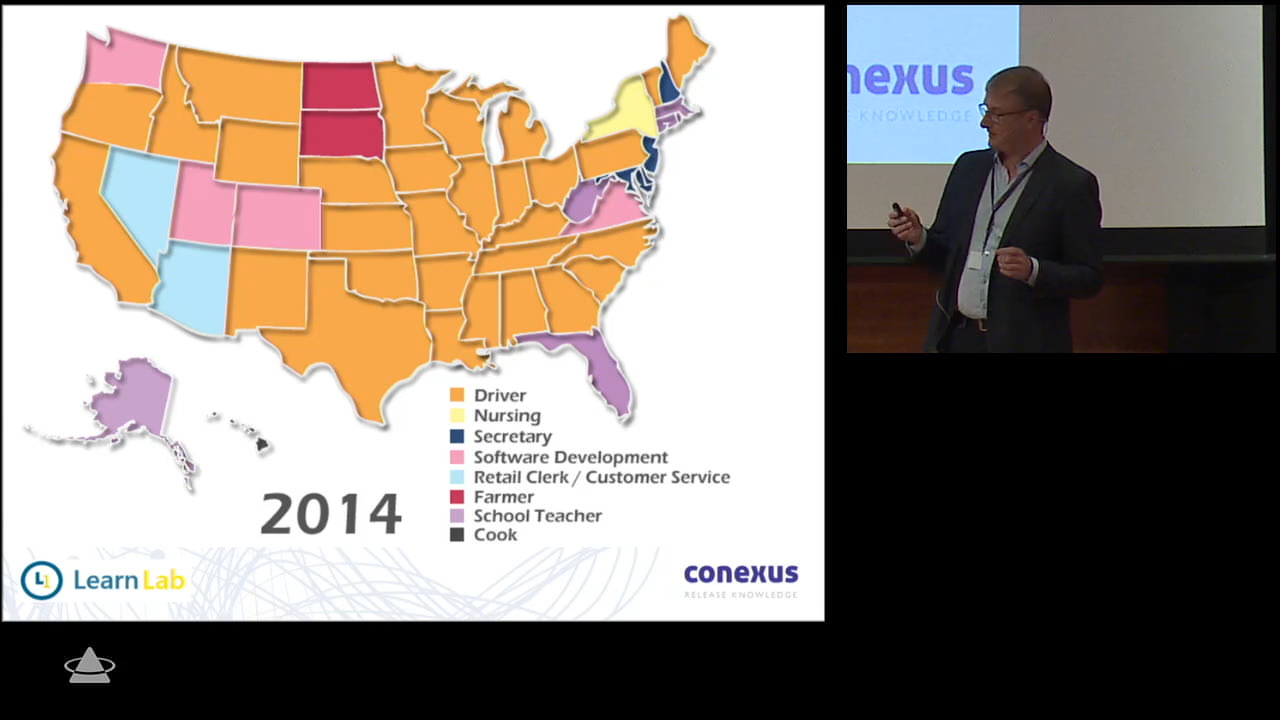 Driver
Nursing
Secretary
Software Development
Retail Clerk / Customer Service
Farmer
School Teacher
Cook
2014
L1 Learn Lab
conexus
RELEASE KNOWLEDGE
nexus
E KNOWLEDGE